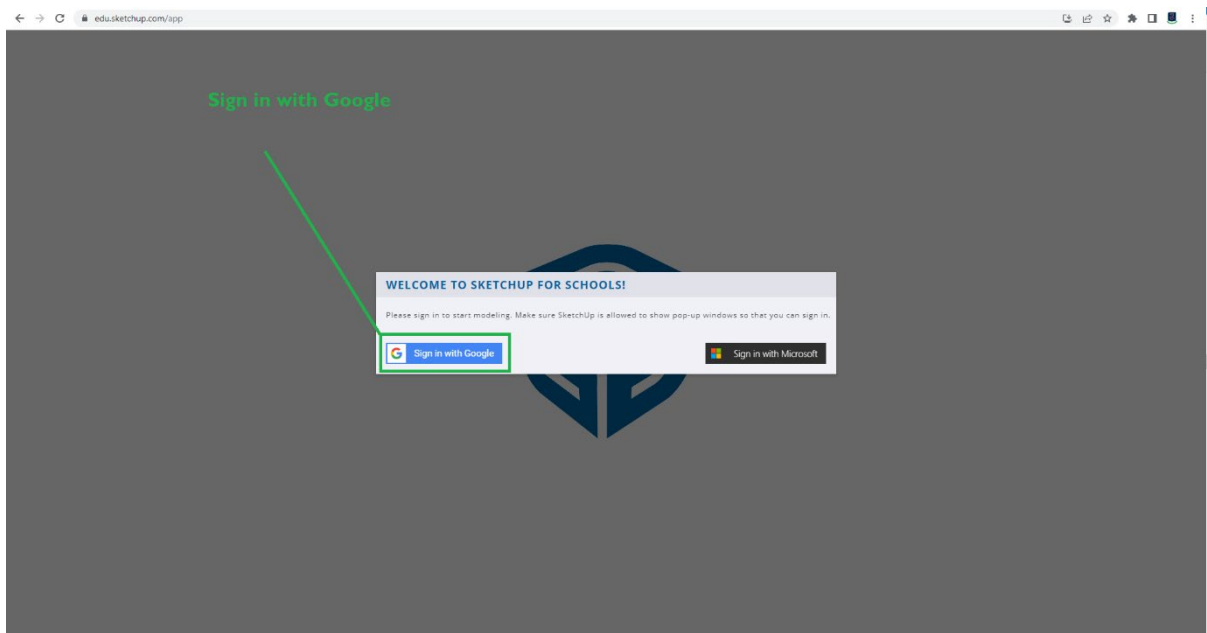 edu.sketchup.com/app
Sign in with Google
WELCOME TO SKETCHUP FOR SCHOOLS!
Please sign in to start modeling. Make sure SketchUp is allowed to show pop-up windows so that you can sign in.
Sign in with Google
Sign in with Microsoft